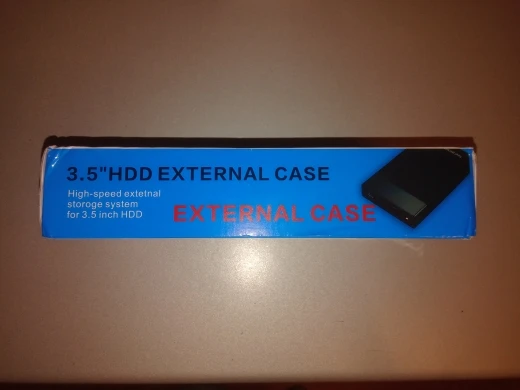 3.5"HDD EXTERNAL CASE
High-speed extetnal
storoge system
for 3.5 inch HDD
EXTERNAL CASE